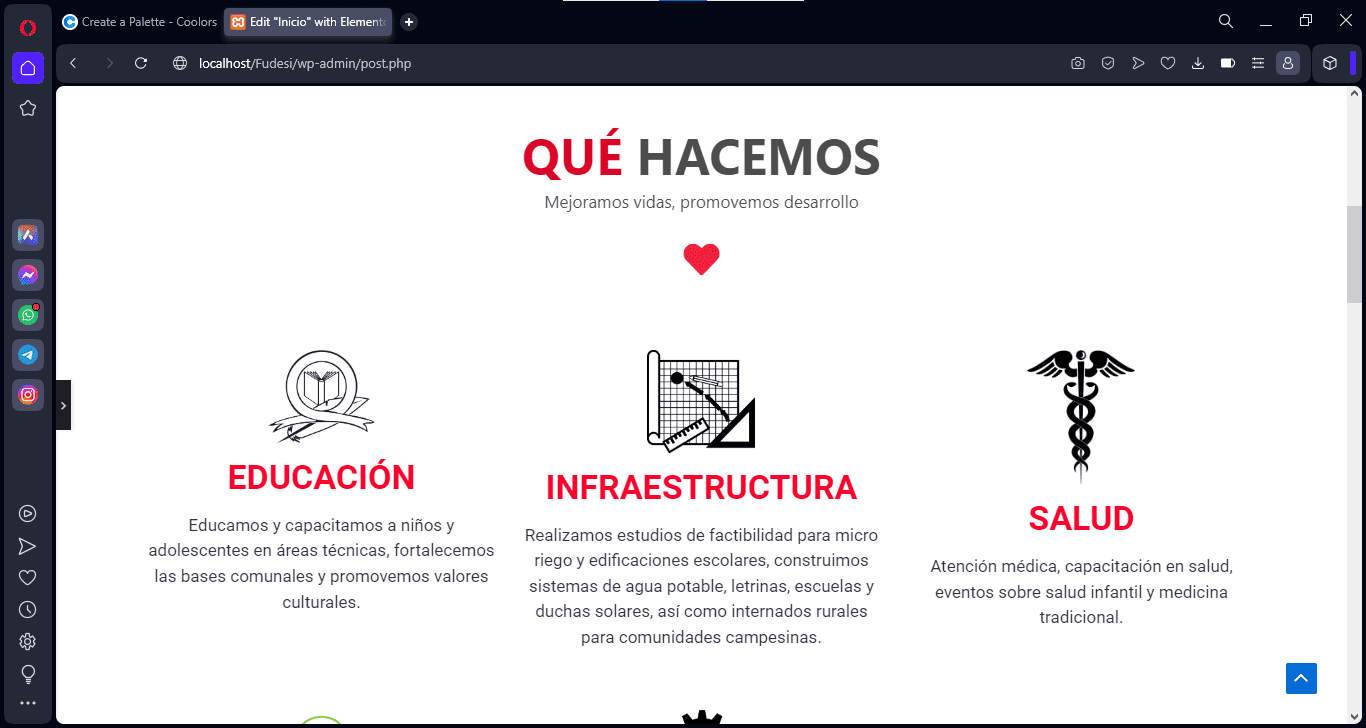 Create a Palette - Coolors
Edit "Inicio" with Elemento
localhost/Fudesi/wp-admin/post.php
QUÉ HACEMOS
Mejoramos vidas, promovemos desarrollo
EDUCACIÓN
Educamos y capacitamos a niños y
adolescentes en áreas técnicas, fortalecemos
las bases comunales y promovemos valores
culturales.
INFRAESTRUCTURA
Realizamos estudios de factibilidad para micro
riego y edificaciones escolares, construimos
sistemas de agua potable, letrinas, escuelas y
duchas solares, así como internados rurales
para comunidades campesinas.
SALUD
Atención médica, capacitación en salud,
eventos sobre salud infantil y medicina
tradicional.